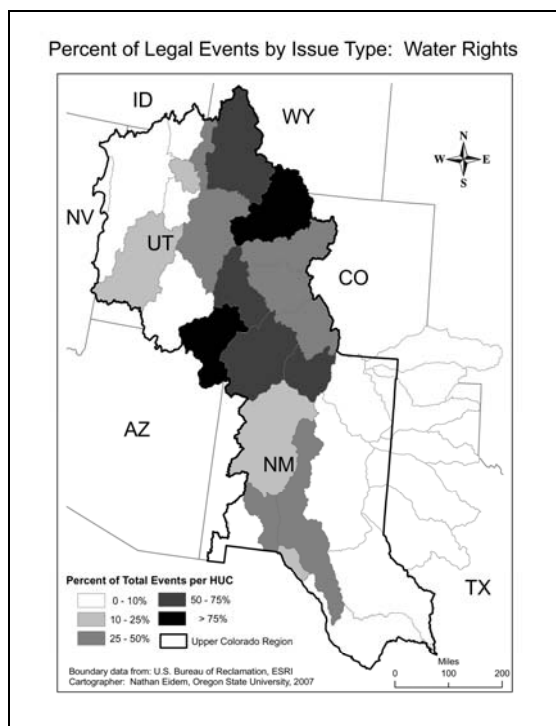 Percent of Legal Events by Issue Type:  Water Rights
ID
WY
N
W E
S
NV
UT
CO
AZ
NM
TX
Percent of Total Events per HUC
0 - 10%
50 - 75%
10 - 25%
> 75%
25 - 50%
Upper Colorado Region
Boundary data from:  U.S. Bureau of Reclamation, ESRI
Cartographer:  Nathan Eidem, Oregon State University, 2007
Miles
0 100 200